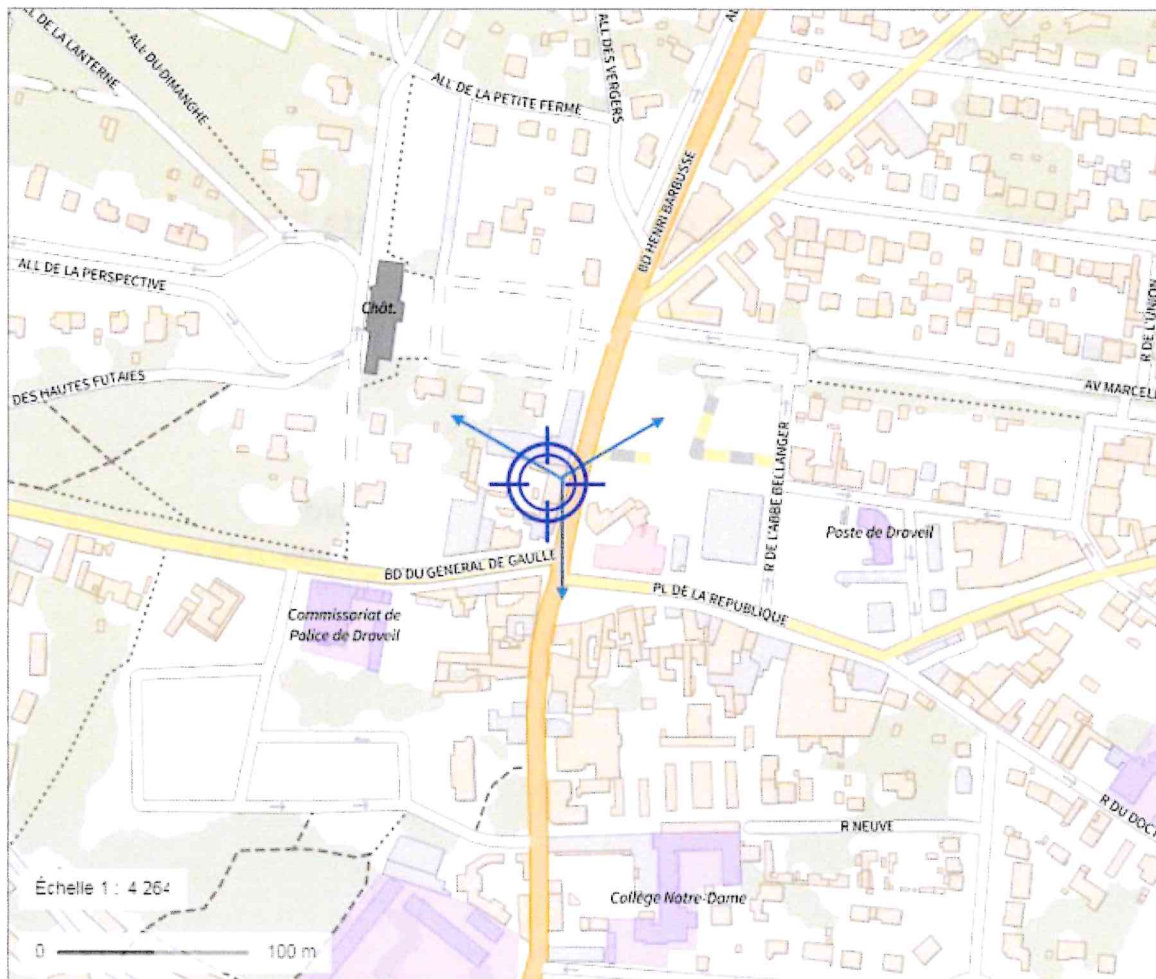 ALL DE LA LANTERNE
ALL DU DIMANCHE
ALL DE LA PETITE FERME
ALL DES VERGERS
BD HENRI BARBUSSE
ALL DE LA PERSPECTIVE
Chât.
R DE L'UNION
DES HAUTES FUTAIES
AV MARCEL
R DE L'ABBE BELLANGER
Poste de Draveil
BD DU GENERAL DE GAULLE
PL DE LA REPUBLIQUE
Commissariat de
Police de Draveil
R DU DOCT
R NEUVE
Échelle 1 : 4 264
Collège Notre-Dame
0
100 m